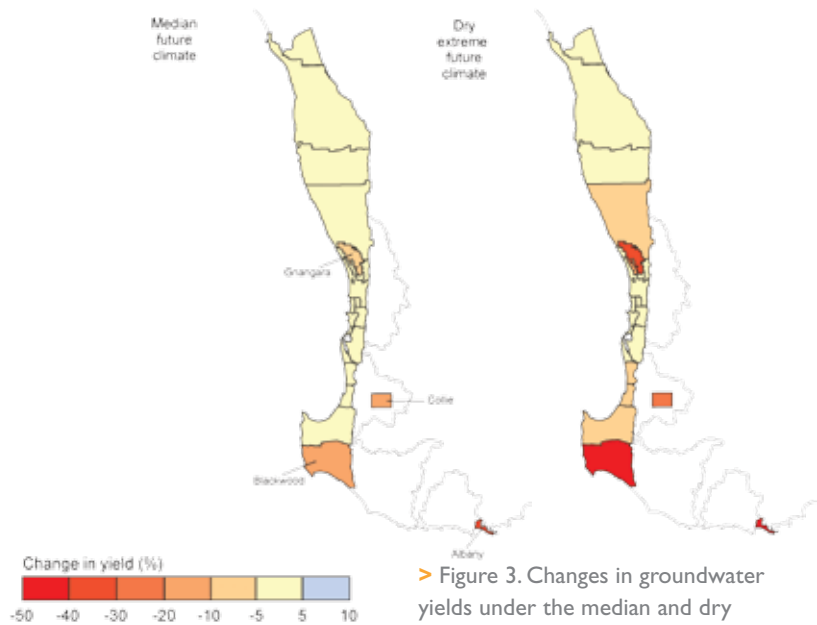 Median
future
climate
Dry
extreme
future
climate
Gnangara
Collie
Blackwood
Albany
Change in yield (%)
-50 -40 -30 -20 -10 -5 5 10
> Figure 3. Changes in groundwater
yields under the median and dry